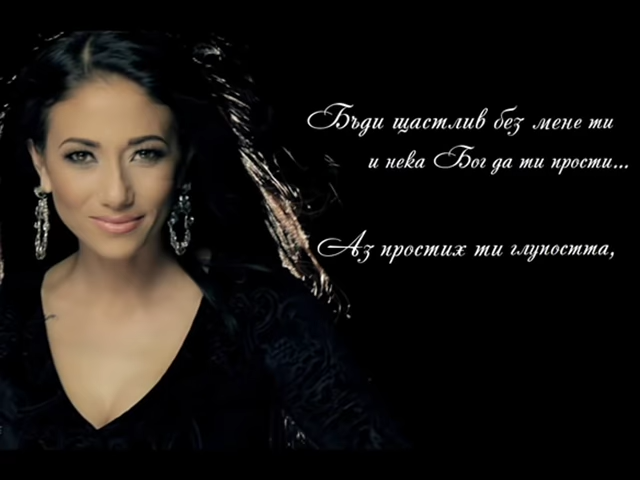 Бъди щастлив без мене ти
и нека Бог да ти прости...
Аз простих ти глупостта,